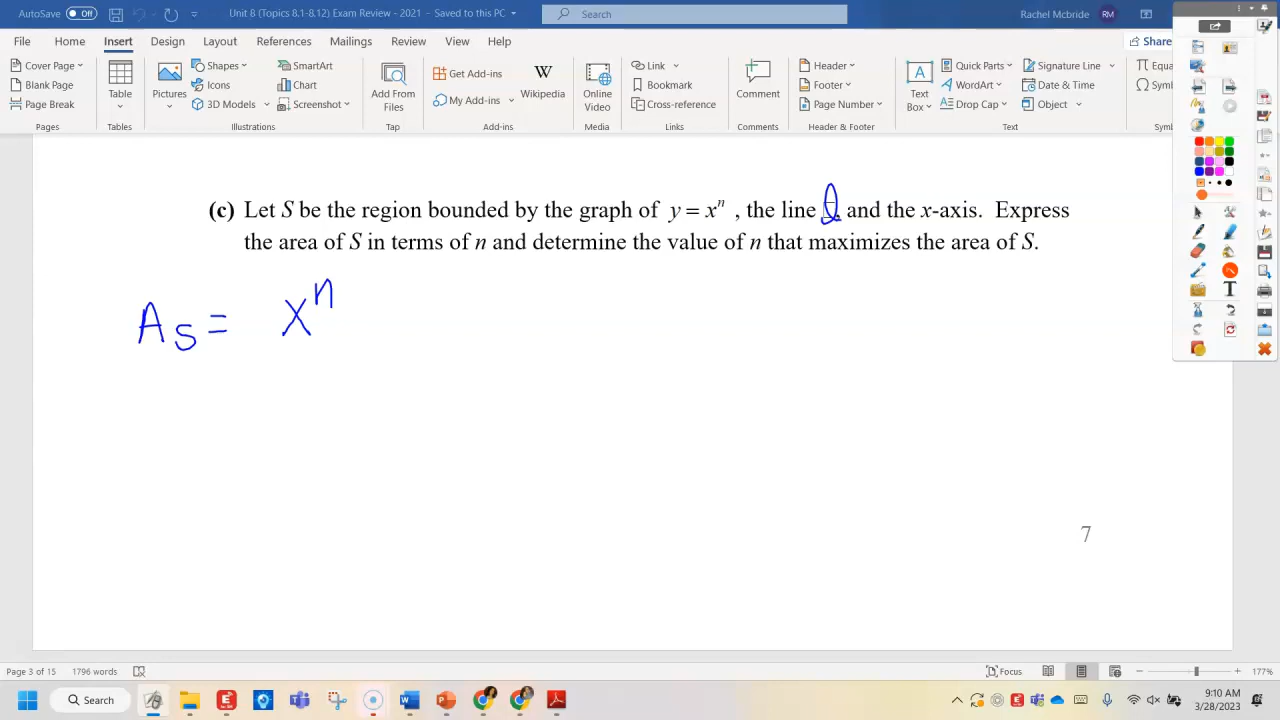 AutoSave Off Unit 8 (Topics 8.1-8.12) Exam Review - 2021 - Saved to this PC Search Rachel Mcbride RM
File Home Insert Design Layout References Mailings Review View Share
Cover Page Shapes SmartArt Link Header Quick Parts Signature Line
Blank Page Icons Chart Get Add-ins Bookmark Footer WordArt Date & Time
Page Break 3D Models Screenshot My Add-ins Cross-reference Page Number Drop Cap Object
Table Pictures Add From Files Wikipedia Online Video Comment Text Box
Pages Tables Illustrations Tap Add-ins Media Links Comments Header & Footer Text
(c) Let S be the region bounded by the graph of y = xⁿ , the line ℓ, and the x-axis. Express
the area of S in terms of n and determine the value of n that maximizes the area of S.
A_S = xⁿ
7
Page 3 of 15 1796 words Focus 177%
Search 9:10 AM
3/28/2023